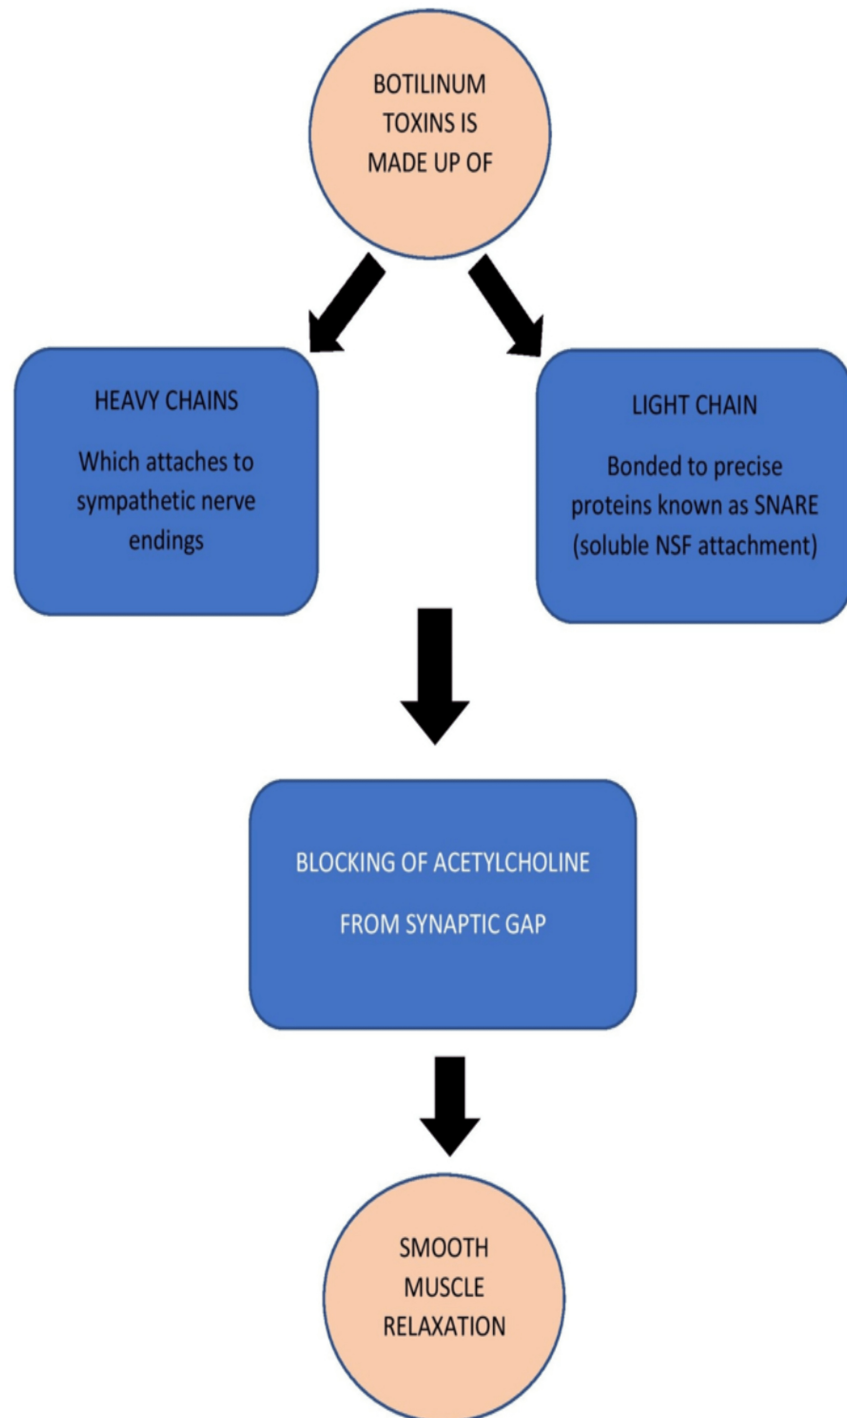 BOTILINUM
TOXINS IS
MADE UP OF
HEAVY CHAINS
Which attaches to
sympathetic nerve
endings
LIGHT CHAIN
Bonded to precise
proteins known as SNARE
(soluble NSF attachment)
BLOCKING OF ACETYLCHOLINE
FROM SYNAPTIC GAP
SMOOTH
MUSCLE
RELAXATION